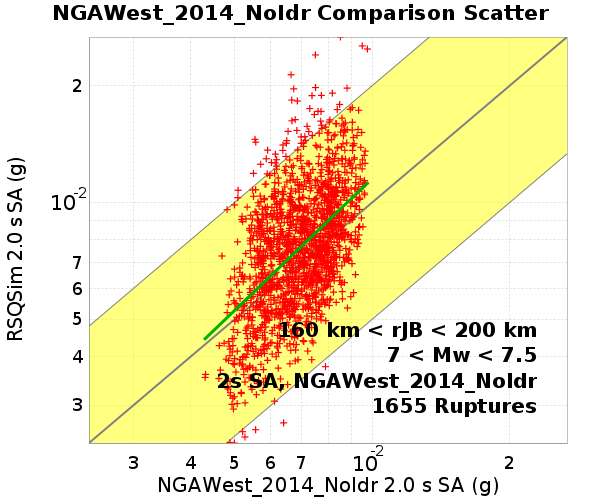 NGAWest_2014_NoIdr Comparison Scatter
RSQSim 2.0 s SA (g)
2
10-2
7
6
5
4
3
160 km < rJB < 200 km
7 < Mw < 7.5
2s SA, NGAWest_2014_NoIdr
1655 Ruptures
3 4 5 6 7 10-2 2
NGAWest_2014_NoIdr 2.0 s SA (g)